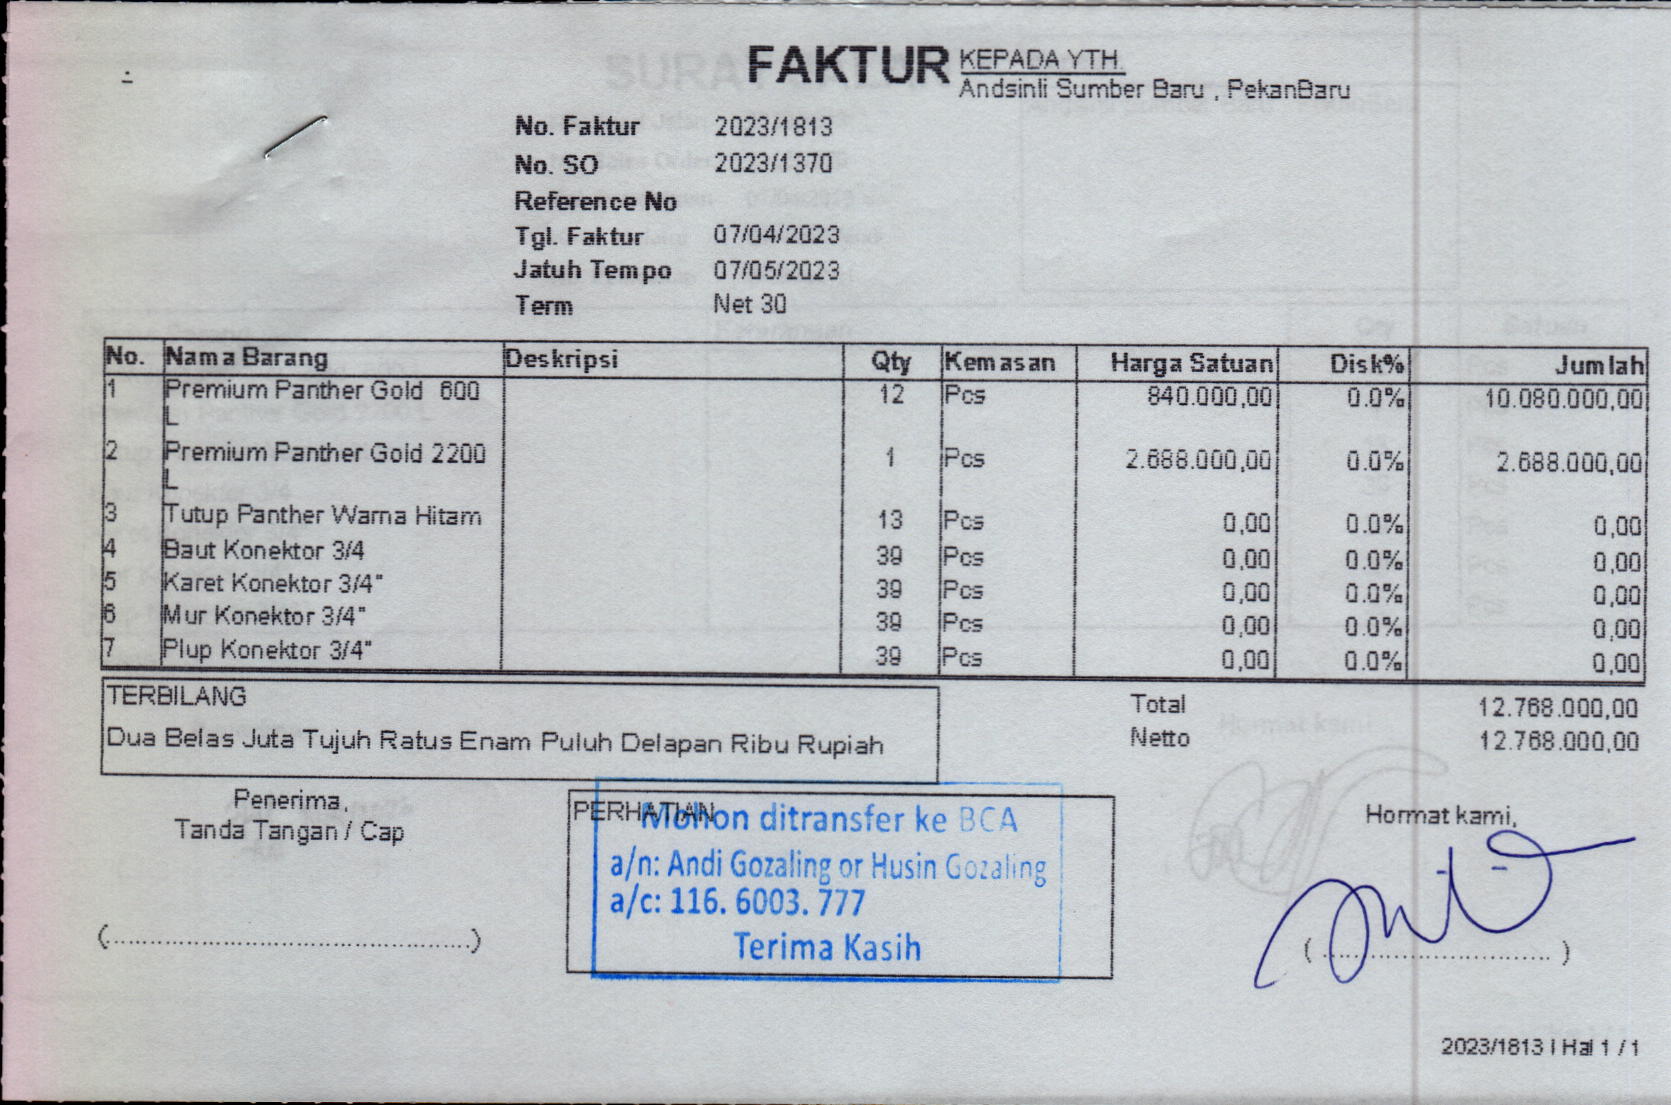 FAKTUR
KEPADA YTH.
Andsinli Sumber Baru , PekanBaru
No. Faktur 2023/1813
No. SO 2023/1370
Reference No
Tgl. Faktur 07/04/2023
Jatuh Tempo 07/05/2023
Term Net 30
No. Nama Barang Deskripsi Qty Kemasan Harga Satuan Disk% Jumlah
1 Premium Panther Gold 600 12 Pcs 840.000,00 0.0% 10.080.000,00
L
2 Premium Panther Gold 2200 1 Pcs 2.688.000,00 0.0% 2.688.000,00
L
3 Tutup Panther Warna Hitam 13 Pcs 0,00 0.0% 0,00
4 Baut Konektor 3/4 39 Pcs 0,00 0.0% 0,00
5 Karet Konektor 3/4" 39 Pcs 0,00 0.0% 0,00
6 Mur Konektor 3/4" 39 Pcs 0,00 0.0% 0,00
7 Plup Konektor 3/4" 39 Pcs 0,00 0.0% 0,00
TERBILANG
Dua Belas Juta Tujuh Ratus Enam Puluh Delapan Ribu Rupiah
Total 12.768.000,00
Netto 12.768.000,00
Penerima,
Tanda Tangan / Cap
(..............................................)
PERHATIAN
Mohon ditransfer ke BCA
a/n: Andi Gozaling or Husin Gozaling
a/c: 116. 6003. 777
Terima Kasih
Hormat kami,
(..............................)
2023/1813 | Hal 1 / 1